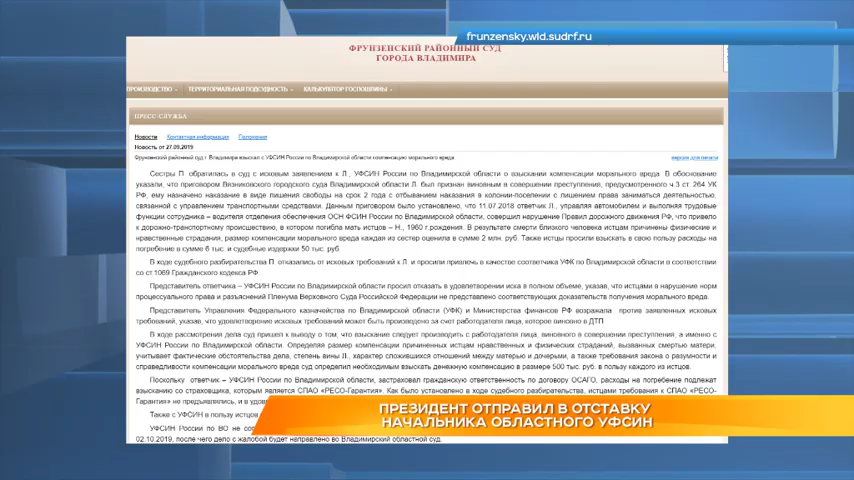 frunzensky.wld.sudrf.ru
ФРУНЗЕНСКИЙ РАЙОННЫЙ СУД
ГОРОДА ВЛАДИМИРА
ПРОИЗВОДСТВО ТЕРРИТОРИАЛЬНАЯ ПОДСУДНОСТЬ КАЛЬКУЛЯТОР ГОСПОШЛИНЫ
ПРЕСС-СЛУЖБА
Новости Контактная информация Положения
Новость от 27.09.2019
Фрунзенский районный суд г. Владимира взыскал с УФСИН России по Владимирской области компенсацию морального вреда версия для печати
Сестры П. обратилась в суд с исковым заявлением к Л., УФСИН России по Владимирской области о взыскании компенсации морального вреда. В обоснование
указали, что приговором Вязниковского городского суда Владимирской области Л. был признан виновным в совершении преступления, предусмотренного ч.3 ст. 264 УК
РФ, ему назначено наказание в виде лишения свободы на срок 2 года с отбыванием наказания в колонии-поселении с лишением права заниматься деятельностью,
связанной с управлением транспортными средствами. Данным приговором было установлено, что 11.07.2018 ответчик Л., управляя автомобилем и выполняя трудовые
функции сотрудника – водителя отделения обеспечения ОСН ФСИН России по Владимирской области, совершил нарушение Правил дорожного движения РФ, что привело
к дорожно-транспортному происшествию, в котором погибла мать истцов – Н., 1960 г.рождения. В результате смерти близкого человека истцам причинены физические и
нравственные страдания, размер компенсации морального вреда каждая из сестер оценила в сумме 2 млн. руб. Также истцы просили взыскать в свою пользу расходы на
погребение в сумме 6 тыс. и судебные издержки 50 тыс. руб.
В ходе судебного разбирательства П. отказались от исковых требований к Л. и просили привлечь в качестве соответчика УФК по Владимирской области в соответствии
со ст.1069 Гражданского кодекса РФ.
Представитель ответчика – УФСИН России по Владимирской области просил отказать в удовлетворении иска в полном объеме, указав, что истцами в нарушение норм
процессуального права и разъяснений Пленума Верховного Суда Российской Федерации не представлено соответствующих доказательств получения морального вреда.
Представитель Управления Федерального казначейства по Владимирской области (УФК) и Министерства финансов РФ возражала против заявленных исковых
требований, указав, что удовлетворение исковых требований может быть произведено за счет работодателя лица, которое виновно в ДТП
В ходе рассмотрения дела суд пришел к выводу о том, что взыскание следует производить с работодателя лица, виновного в совершении преступления, а именно с
УФСИН России по Владимирской области. Определяя размер компенсации причиненных истцам нравственных и физических страданий, вызванных смертью матери,
учитывает фактические обстоятельства дела, степень вины Л., характер сложившихся отношений между матерью и дочерьми, а также требования закона о разумности и
справедливости компенсации морального вреда суд определил необходимым взыскать денежную компенсацию в размере 500 тыс. руб. в пользу каждого из истцов.
Поскольку ответчик – УФСИН России по Владимирской области, застраховал гражданскую ответственность по договору ОСАГО, расходы на погребение подлежат
взысканию со страховщика, которым является СПАО «РЕСО-Гарантия». Как было установлено в ходе судебного разбирательства, истцами требования к СПАО «РЕСО-
Гарантия» не предъявлялись, и в
Также с УФСИН в пользу истцов
УФСИН России по ВО не со
02.10.2019, после чего дело с жалобой будет направлено во Владимирский областной суд.
ПРЕЗИДЕНТ ОТПРАВИЛ В ОТСТАВКУ
НАЧАЛЬНИКА ОБЛАСТНОГО УФСИН